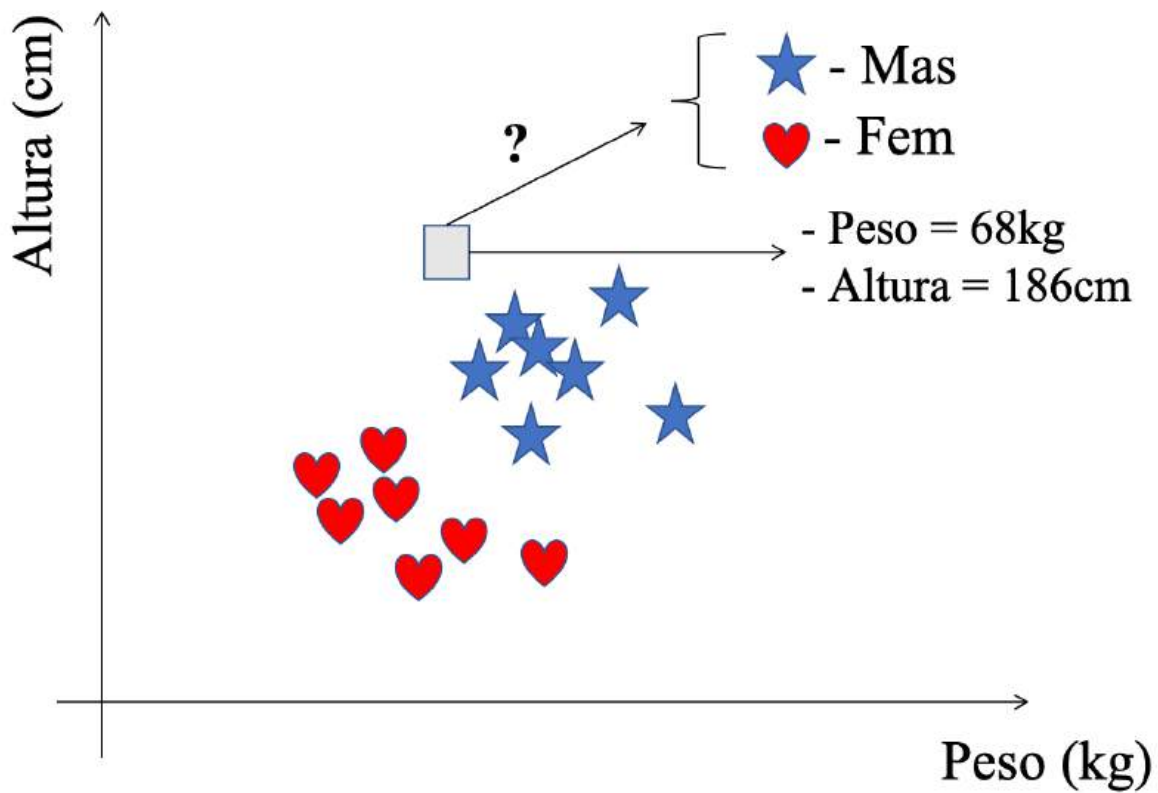 Altura (cm)
?
- Mas
- Fem
- Peso = 68kg
- Altura = 186cm
Peso (kg)